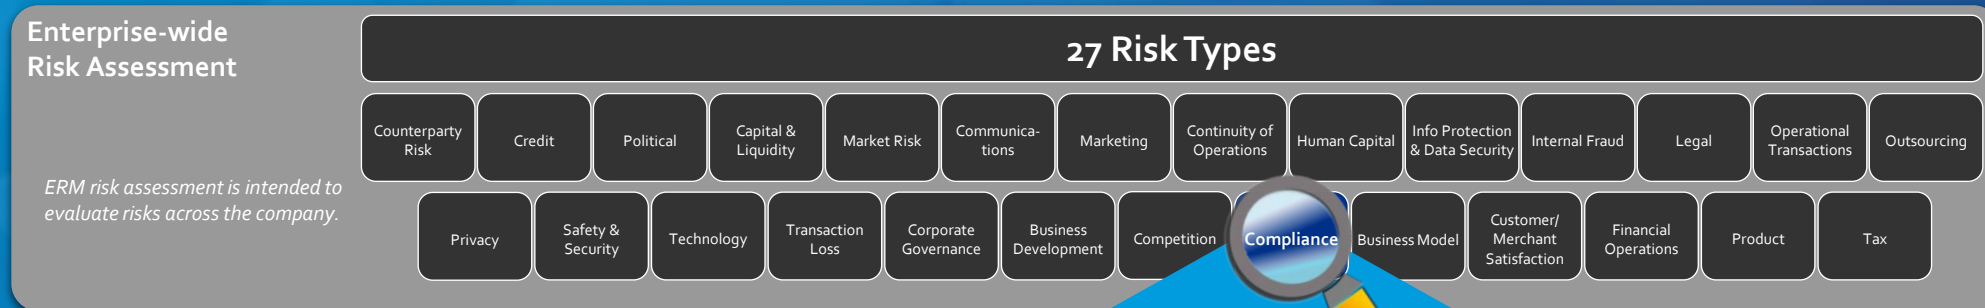 Enterprise-wide
Risk Assessment
27 Risk Types
Counterparty
Risk
Credit
Political
Capital &
Liquidity
Market Risk
Communica-
tions
Marketing
Continuity of
Operations
Human Capital
Info Protection
& Data Security
Internal Fraud
Legal
Operational
Transactions
Outsourcing
ERM risk assessment is intended to
evaluate risks across the company.
Privacy
Safety &
Security
Technology
Transaction
Loss
Corporate
Governance
Business
Development
Competition
Compliance
Business Model
Customer/
Merchant
Satisfaction
Financial
Operations
Product
Tax